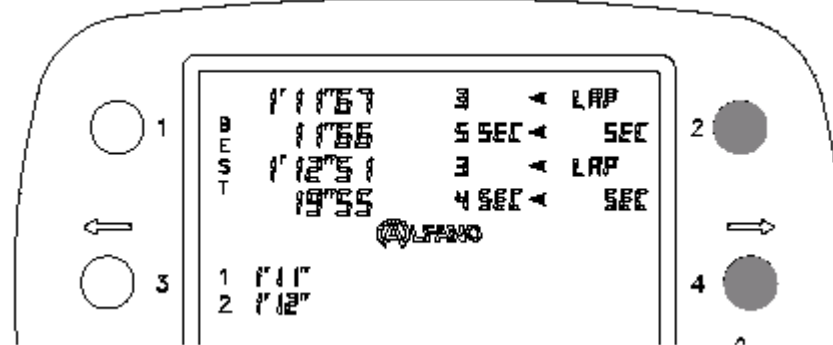 1'11"67 3 ◄ LAP
1 BEST 11"66 5 SEC ◄ SEC 2
1'12"51 3 ◄ LAP
19"55 4 SEC ◄ SEC
ALFANO
3 1 1'11" 4
2 1'12"